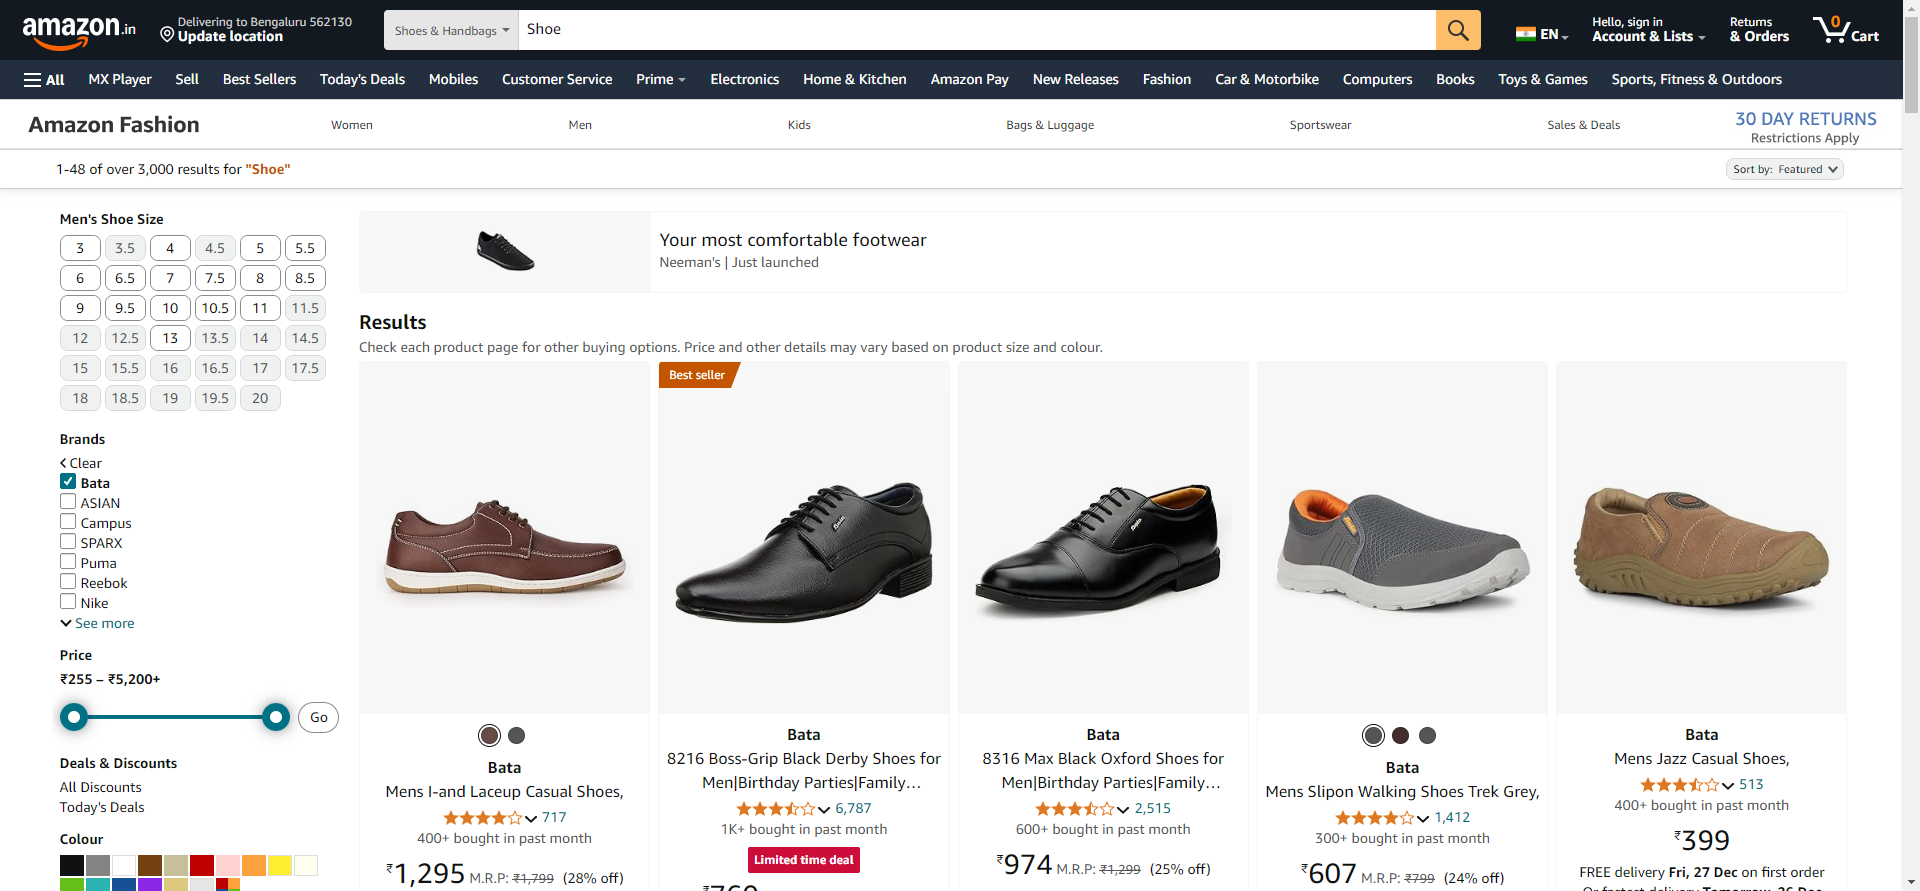 amazon.in
Delivering to Bengaluru 562130
Update location
Shoes & Handbags
Shoe
EN
Hello, sign in
Account & Lists
Returns
& Orders
0
Cart
All
MX Player
Sell
Best Sellers
Today's Deals
Mobiles
Customer Service
Prime
Electronics
Home & Kitchen
Amazon Pay
New Releases
Fashion
Car & Motorbike
Computers
Books
Toys & Games
Sports, Fitness & Outdoors
Amazon Fashion
Women
Men
Kids
Bags & Luggage
Sportswear
Sales & Deals
30 DAY RETURNS
Restrictions Apply
1-48 of over 3,000 results for "Shoe"
Sort by: Featured
Men's Shoe Size
3 3.5 4 4.5 5 5.5
6 6.5 7 7.5 8 8.5
9 9.5 10 10.5 11 11.5
12 12.5 13 13.5 14 14.5
15 15.5 16 16.5 17 17.5
18 18.5 19 19.5 20
Brands
Clear
Bata
ASIAN
Campus
SPARX
Puma
Reebok
Nike
See more
Price
₹255 – ₹5,200+
Go
Deals & Discounts
All Discounts
Today's Deals
Colour
Your most comfortable footwear
Neeman's | Just launched
Results
Check each product page for other buying options. Price and other details may vary based on product size and colour.
Bata
Mens I-and Laceup Casual Shoes,
717
400+ bought in past month
₹1,295 M.R.P: ₹1,799 (28% off)
Best seller
Bata
8216 Boss-Grip Black Derby Shoes for
Men|Birthday Parties|Family…
6,787
1K+ bought in past month
Limited time deal
Bata
8316 Max Black Oxford Shoes for
Men|Birthday Parties|Family…
2,515
600+ bought in past month
₹974 M.R.P: ₹1,299 (25% off)
Bata
Mens Slipon Walking Shoes Trek Grey,
1,412
300+ bought in past month
₹607 M.R.P: ₹799 (24% off)
Bata
Mens Jazz Casual Shoes,
513
400+ bought in past month
₹399
FREE delivery Fri, 27 Dec on first order